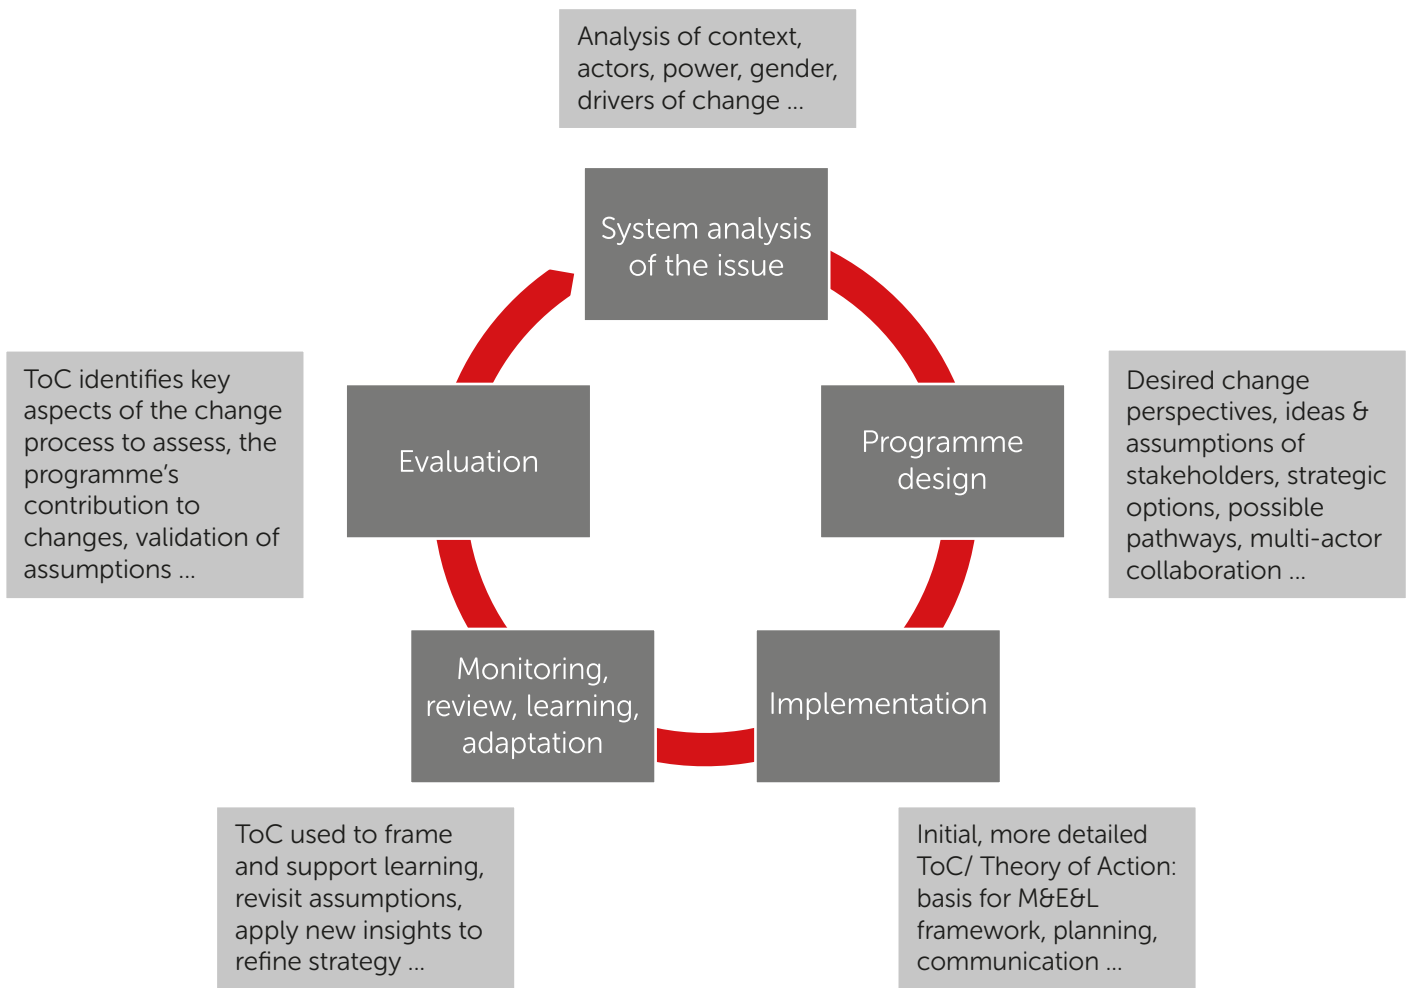 Analysis of context,
actors, power, gender,
drivers of change ...
System analysis
of the issue
ToC identifies key
aspects of the change
process to assess, the
programme’s
contribution to
changes, validation of
assumptions ...
Evaluation
Programme
design
Desired change
perspectives, ideas &
assumptions of
stakeholders, strategic
options, possible
pathways, multi-actor
collaboration ...
Monitoring,
review, learning,
adaptation
Implementation
ToC used to frame
and support learning,
revisit assumptions,
apply new insights to
refine strategy ...
Initial, more detailed
ToC/ Theory of Action:
basis for M&E&L
framework, planning,
communication ...